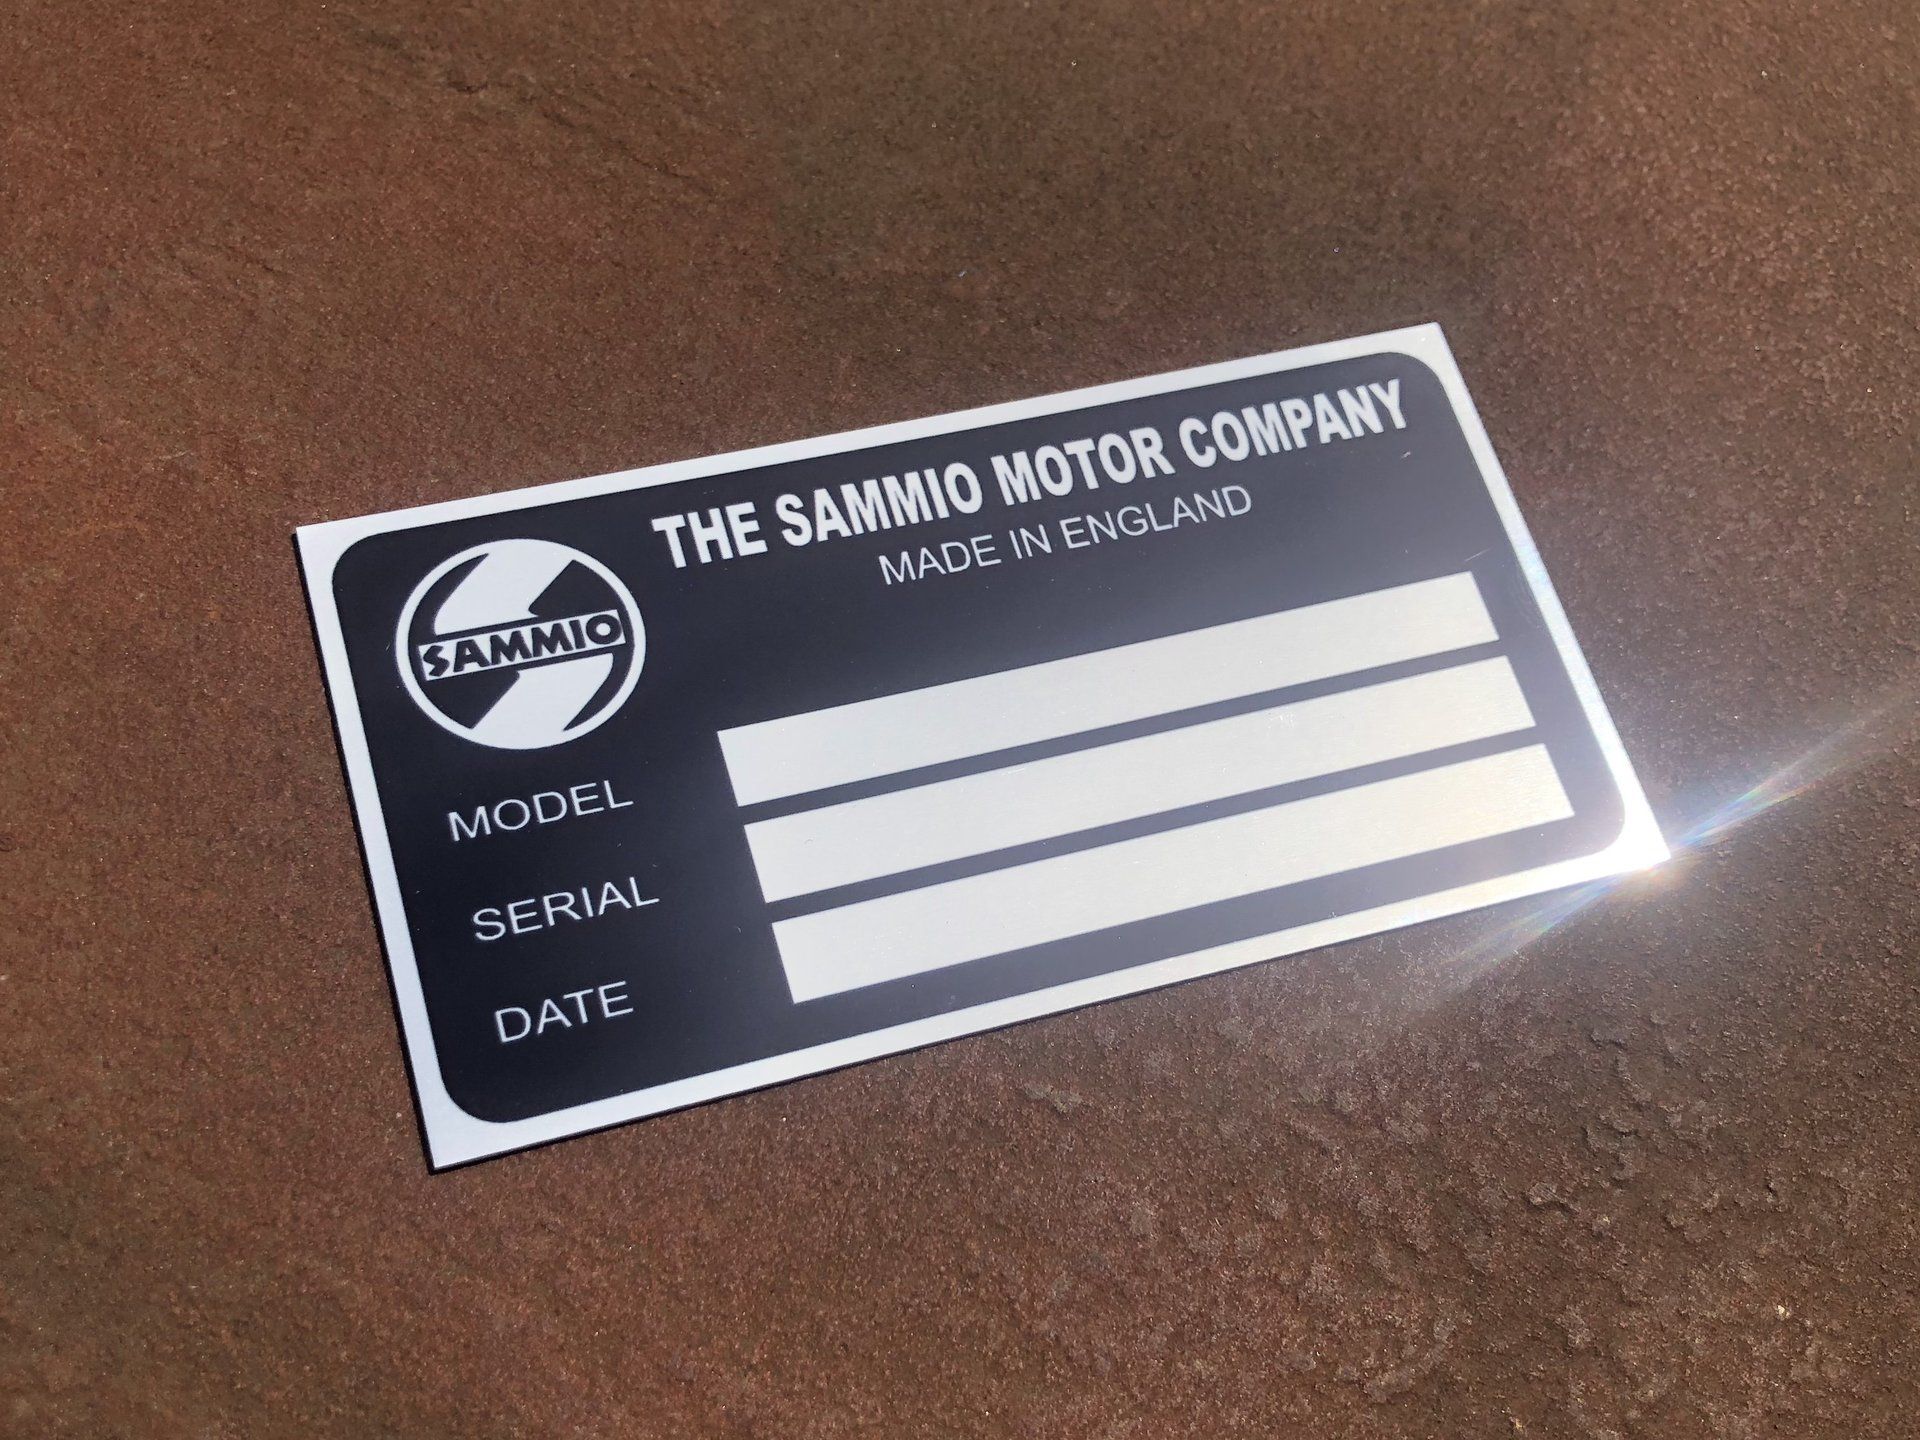 THE SAMMIO MOTOR COMPANY
MADE IN ENGLAND
SAMMIO
MODEL
SERIAL
DATE